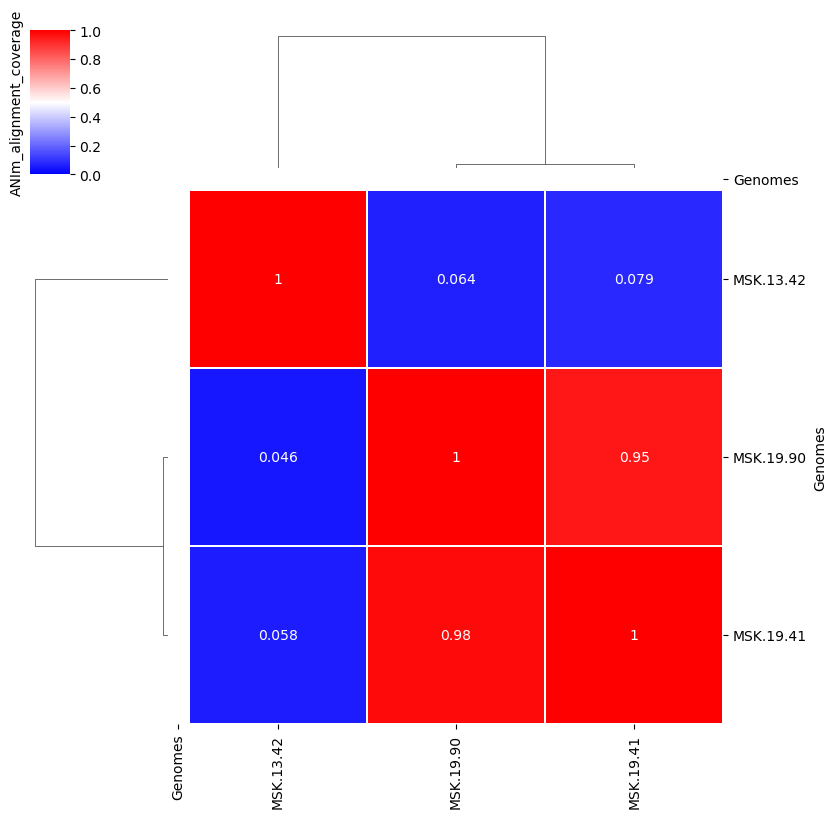 ANIm_alignment_coverage
1.0
0.8
0.6
0.4
0.2
0.0
Genomes
1 0.064 0.079 MSK.13.42
0.046 1 0.95 MSK.19.90
Genomes
0.058 0.98 1 MSK.19.41
Genomes MSK.13.42 MSK.19.90 MSK.19.41